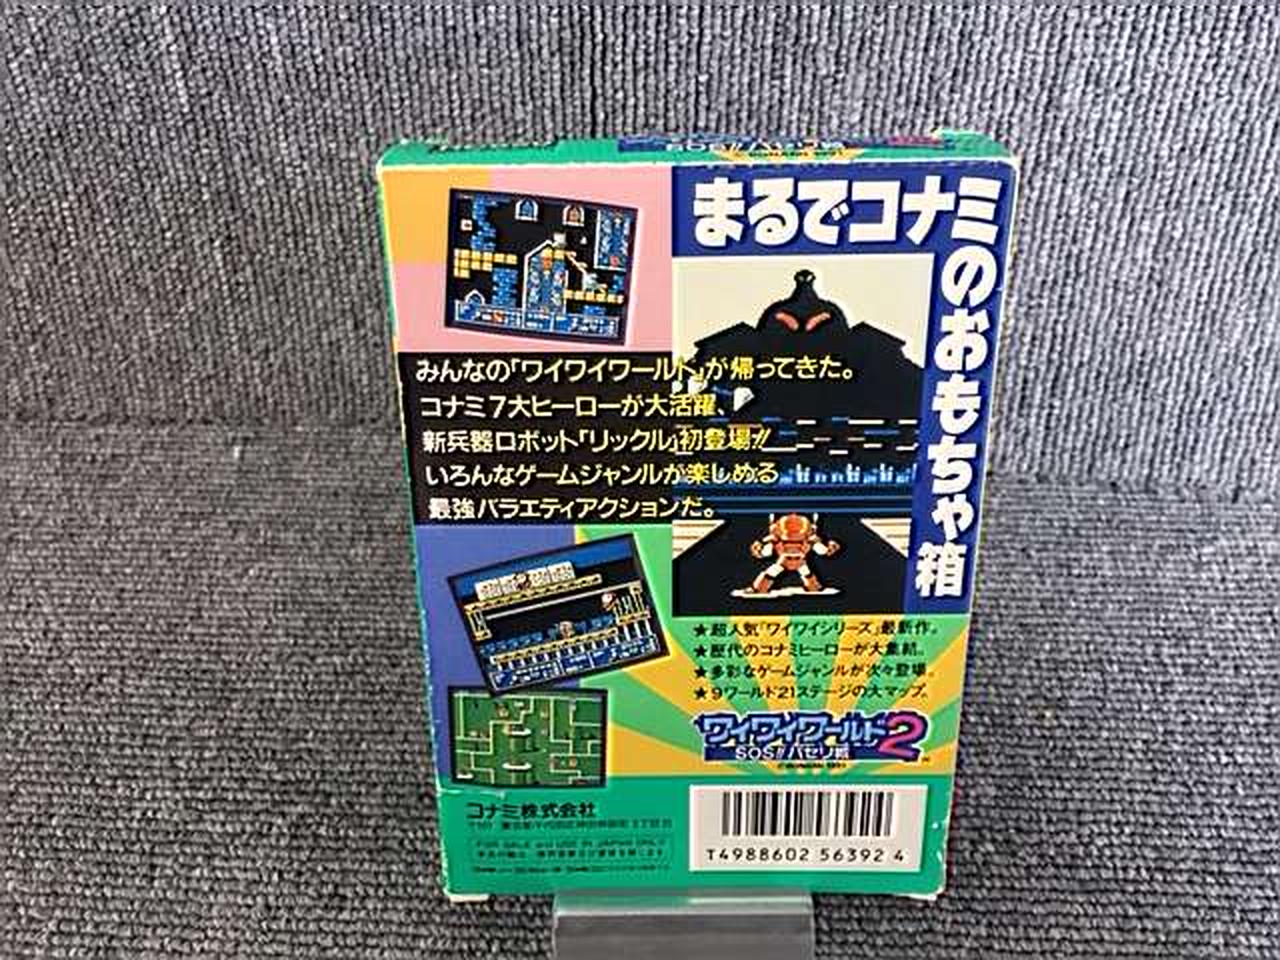 まるでコナミのおもちゃ箱
みんなの「ワイワイワールド」が帰ってきた。
コナミ7大ヒーローが大活躍、
新兵器ロボット「リックル」初登場!!
いろんなゲームジャンルが楽しめる
最強バラエティアクションだ。
★超人気「ワイワイシリーズ」最新作。
★歴代のコナミヒーローが大集結。
★多彩なゲームジャンルが次々登場。
★9ワールド21ステージの大マップ。
ワイワイワールド2
SOS!!パセリ城
コナミ株式会社
FOR SALE and USE IN JAPAN ONLY
T4988602 56392 4